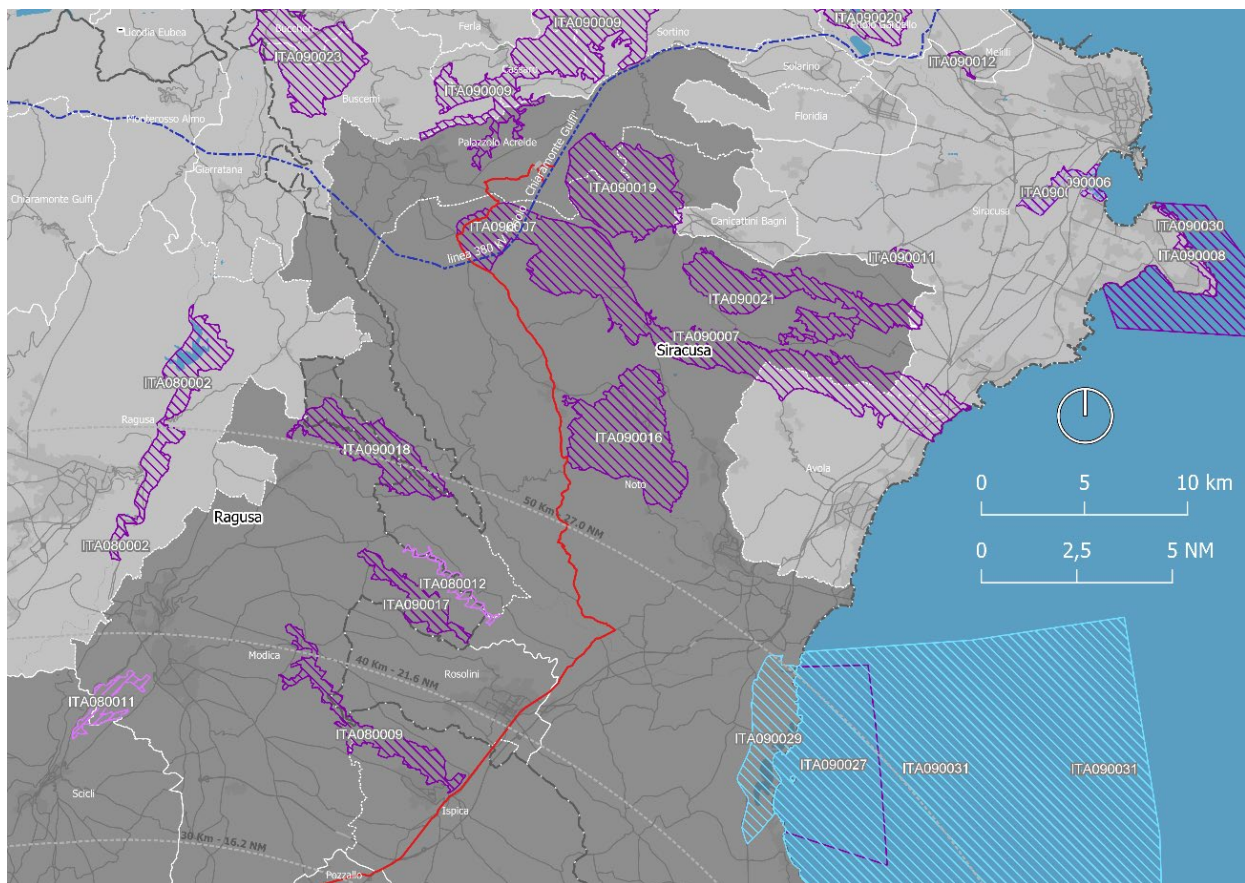 ITA090020
ITA090009
Licodia Eubea
Buccheri
Ferla
Sortino
ITA090023
Cassaro
Melilli
ITA090012
Solarino
ITA090009
Buscemi
Monterosso Almo
Floridia
Palazzolo Acreide
Giarratana
linea 380 kV Paternò - Chiaramonte Gulfi
ITA090019
Chiaramonte Gulfi
Siracusa
Canicattini Bagni
ITA090007
ITA090030
ITA090008
ITA090011
ITA090021
ITA090007
Siracusa
ITA080002
Ragusa
ITA090018
ITA090016
Avola
0 5 10 km
Noto
50 Km - 27.0 NM
Ragusa
0 2,5 5 NM
ITA080002
ITA080012
ITA090017
Modica
40 Km - 21.6 NM
Rosolini
ITA080011
ITA080009
ITA090029
ITA090027
ITA090031
ITA090031
Scicli
Ispica
30 Km - 16.2 NM
Pozzallo